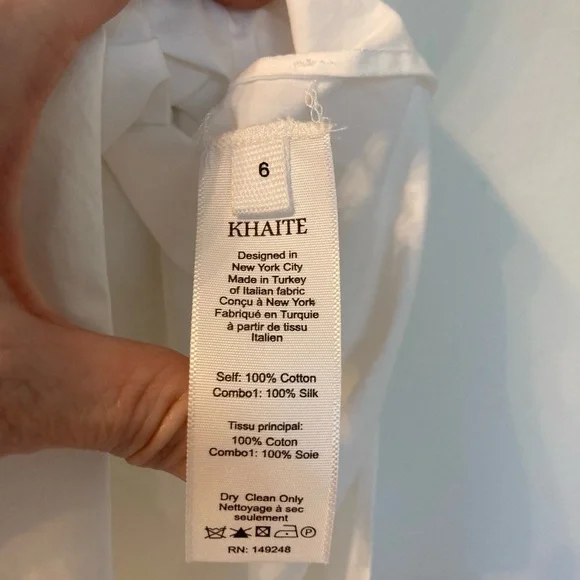 6
KHAITE
Designed in
New York City
Made in Turkey
of Italian fabric
Conçu à New York
Fabriqué en Turquie
à partir de tissu
Italien
Self: 100% Cotton
Combo1: 100% Silk
Tissu principal:
100% Coton
Combo1: 100% Soie
Dry Clean Only
Nettoyage à sec
seulement
P
RN: 149248